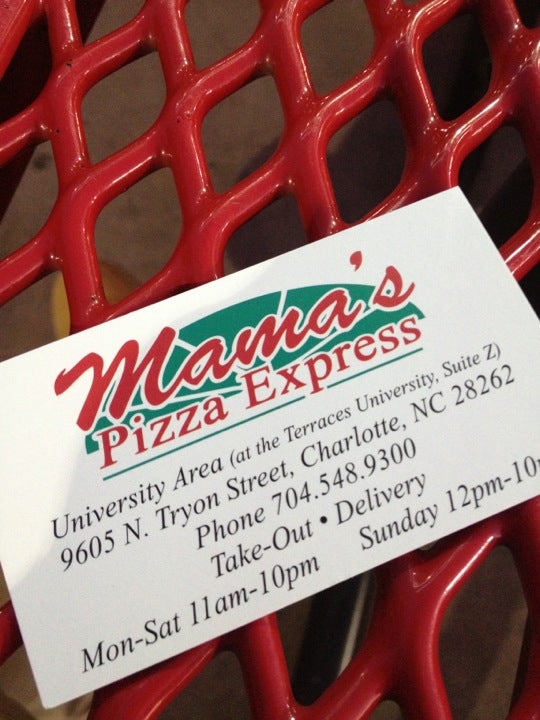 Mama's
Pizza Express
University Area (at the Terraces University, Suite Z)
9605 N. Tryon Street, Charlotte, NC 28262
Phone 704.548.9300
Take-Out • Delivery
Mon-Sat 11am-10pm Sunday 12pm-10